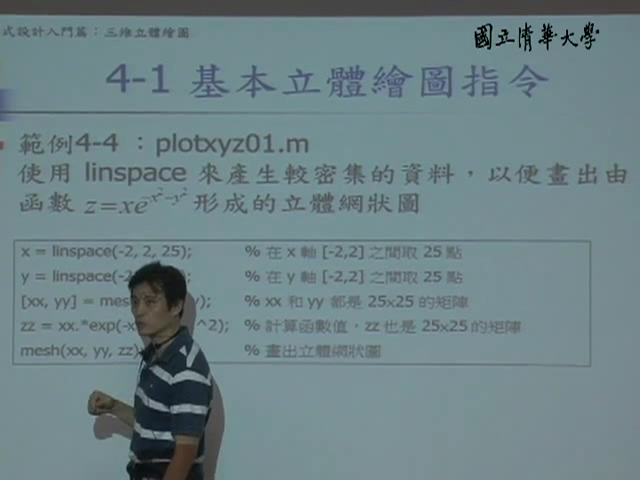 式設計入門篇：三維立體繪圖
國立清華大學
4-1 基本立體繪圖指令
範例4-4 ：plotxyz01.m
使用 linspace 來產生較密集的資料，以便畫出由
函數 z=xe^-x²-y² 形成的立體網狀圖
x = linspace(-2, 2, 25); % 在 x 軸 [-2,2] 之間取 25 點
y = linspace(-2, % 在 y 軸 [-2,2] 之間取 25 點
[xx, yy] = mesh y); % xx 和 yy 都是 25x25 的矩陣
zz = xx.*exp(-x ^2); % 計算函數值，zz 也是 25x25 的矩陣
mesh(xx, yy, zz) % 畫出立體網狀圖